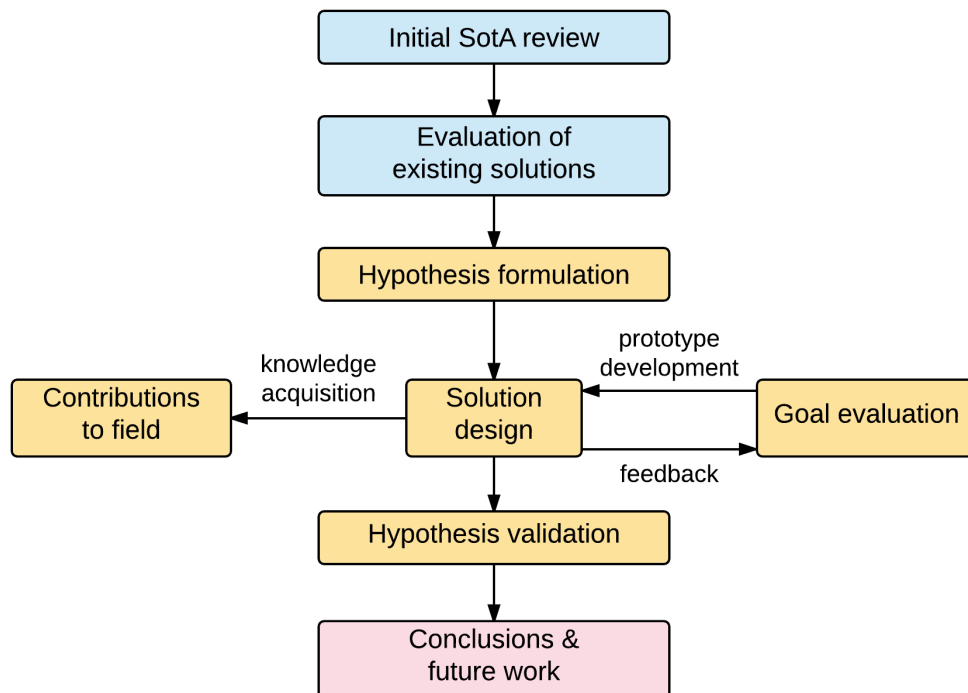 Initial SotA review
Evaluation of
existing solutions
Hypothesis formulation
knowledge
acquisition
prototype
development
Contributions
to field
Solution
design
Goal evaluation
feedback
Hypothesis validation
Conclusions &
future work